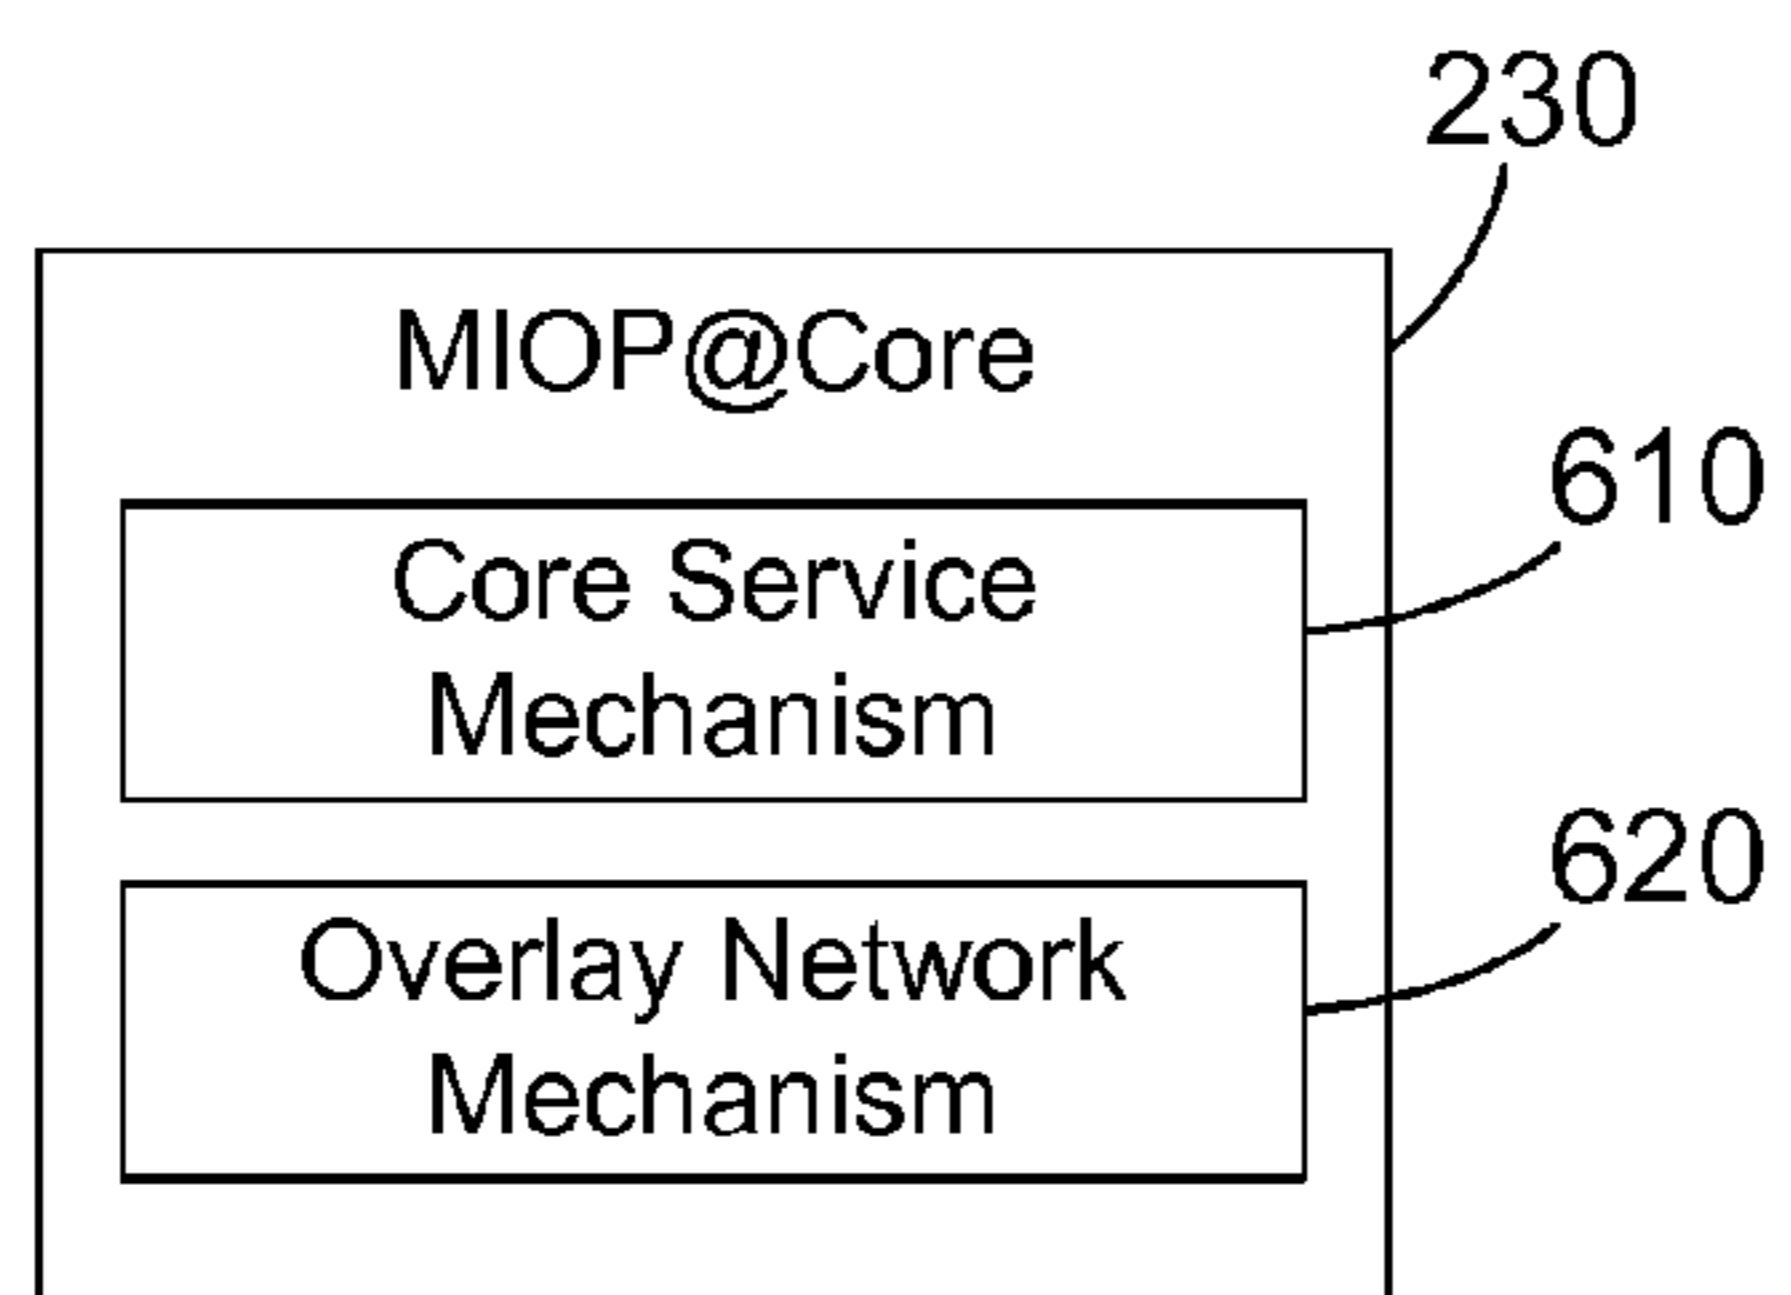 230
MIOP@Core
610
Core Service
Mechanism
620
Overlay Network
Mechanism